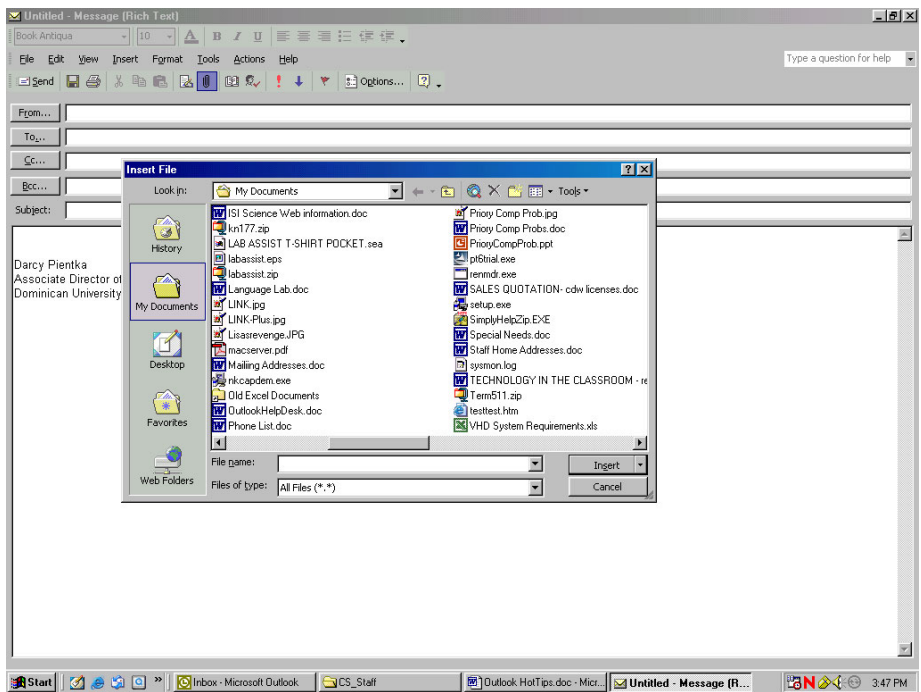 Untitled - Message (Rich Text)
Book Antiqua 10 A B I U
File Edit View Insert Format Tools Actions Help Type a question for help
Send Options...
From...
To...
Cc...
Bcc...
Subject:
Darcy Pientka
Associate Director of
Dominican University
Insert File
Look in: My Documents Tools
History
My Documents
Desktop
Favorites
Web Folders
ISI Science Web information.doc
kn177.zip
LAB ASSIST T-SHIRT POCKET.sea
labassist.eps
labassist.zip
Language Lab.doc
LINK.jpg
LINK-Plus.jpg
Lisasrevenge.JPG
macserver.pdf
Mailing Addresses.doc
nkcapdem.exe
Old Excel Documents
OutlookHelpDesk.doc
Phone List.doc
Priory Comp Prob.jpg
Priory Comp Probs.doc
PrioryCompProb.ppt
pt6trial.exe
renmdr.exe
SALES QUOTATION- cdw licenses.doc
setup.exe
SimplyHelpZip.EXE
Special Needs.doc
Staff Home Addresses.doc
sysmon.log
TECHNOLOGY IN THE CLASSROOM - re
Term511.zip
testtest.htm
VHD System Requirements.xls
File name: Insert
Files of type: All Files (*.*) Cancel
Start » Inbox - Microsoft Outlook CS_Staff Outlook HotTips.doc - Micr... Untitled - Message (R... N 3:47 PM